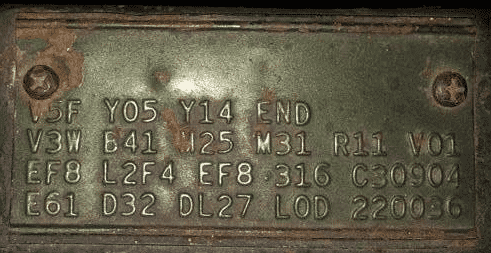 V5F Y05 Y14 END
V3W B41 M25 M31 R11 V01
EF8 L2F4 EF8 316 C30904
E61 D32 DL27 LOD 220036